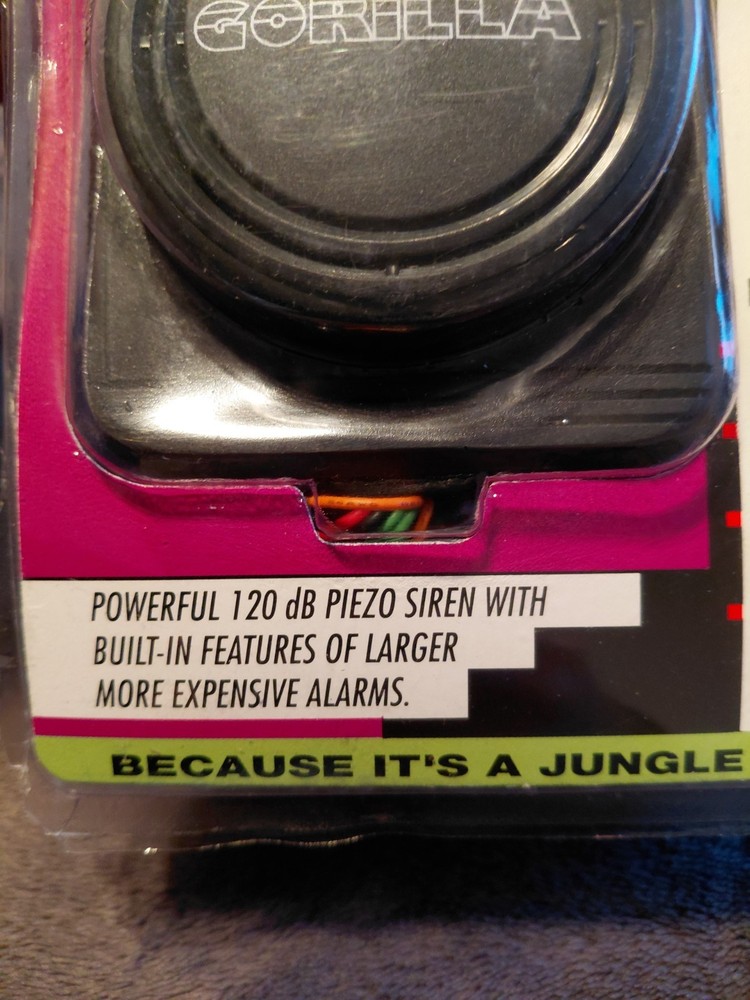 GORILLA
POWERFUL 120 dB PIEZO SIREN WITH
BUILT-IN FEATURES OF LARGER
MORE EXPENSIVE ALARMS.
BECAUSE IT'S A JUNGLE